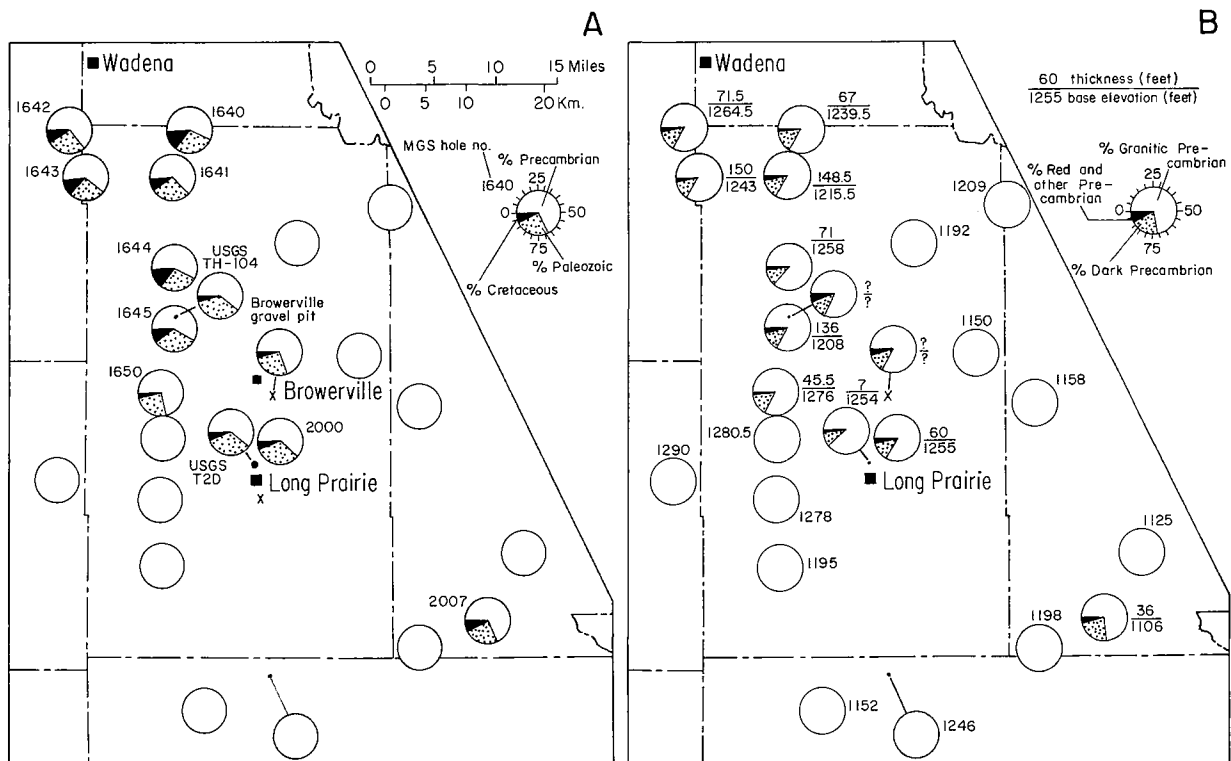 A
Wadena
0 5 10 15 Miles
0 5 10 20 Km.
1642
1640
1643
1641
MGS hole no.
1640
% Precambrian
25
0
50
75
% Paleozoic
% Cretaceous
1644
USGS
TH-104
1645
Browerville
gravel pit
1650
x Browerville
2000
USGS
T2D
Long Prairie
x
2007
B
Wadena
60 thickness (feet)
1255 base elevation (feet)
71.5
1264.5
67
1239.5
150
1243
148.5
1215.5
% Granitic Pre-
cambrian
% Red and
other Pre-
cambrian
25
0
50
75
% Dark Precambrian
1209
1192
71
1258
?
?
136
1208
?
?
1150
45.5
1276
7
1254
X
1158
1280.5
60
1255
1290
Long Prairie
1278
1195
1125
36
1106
1198
1152
1246